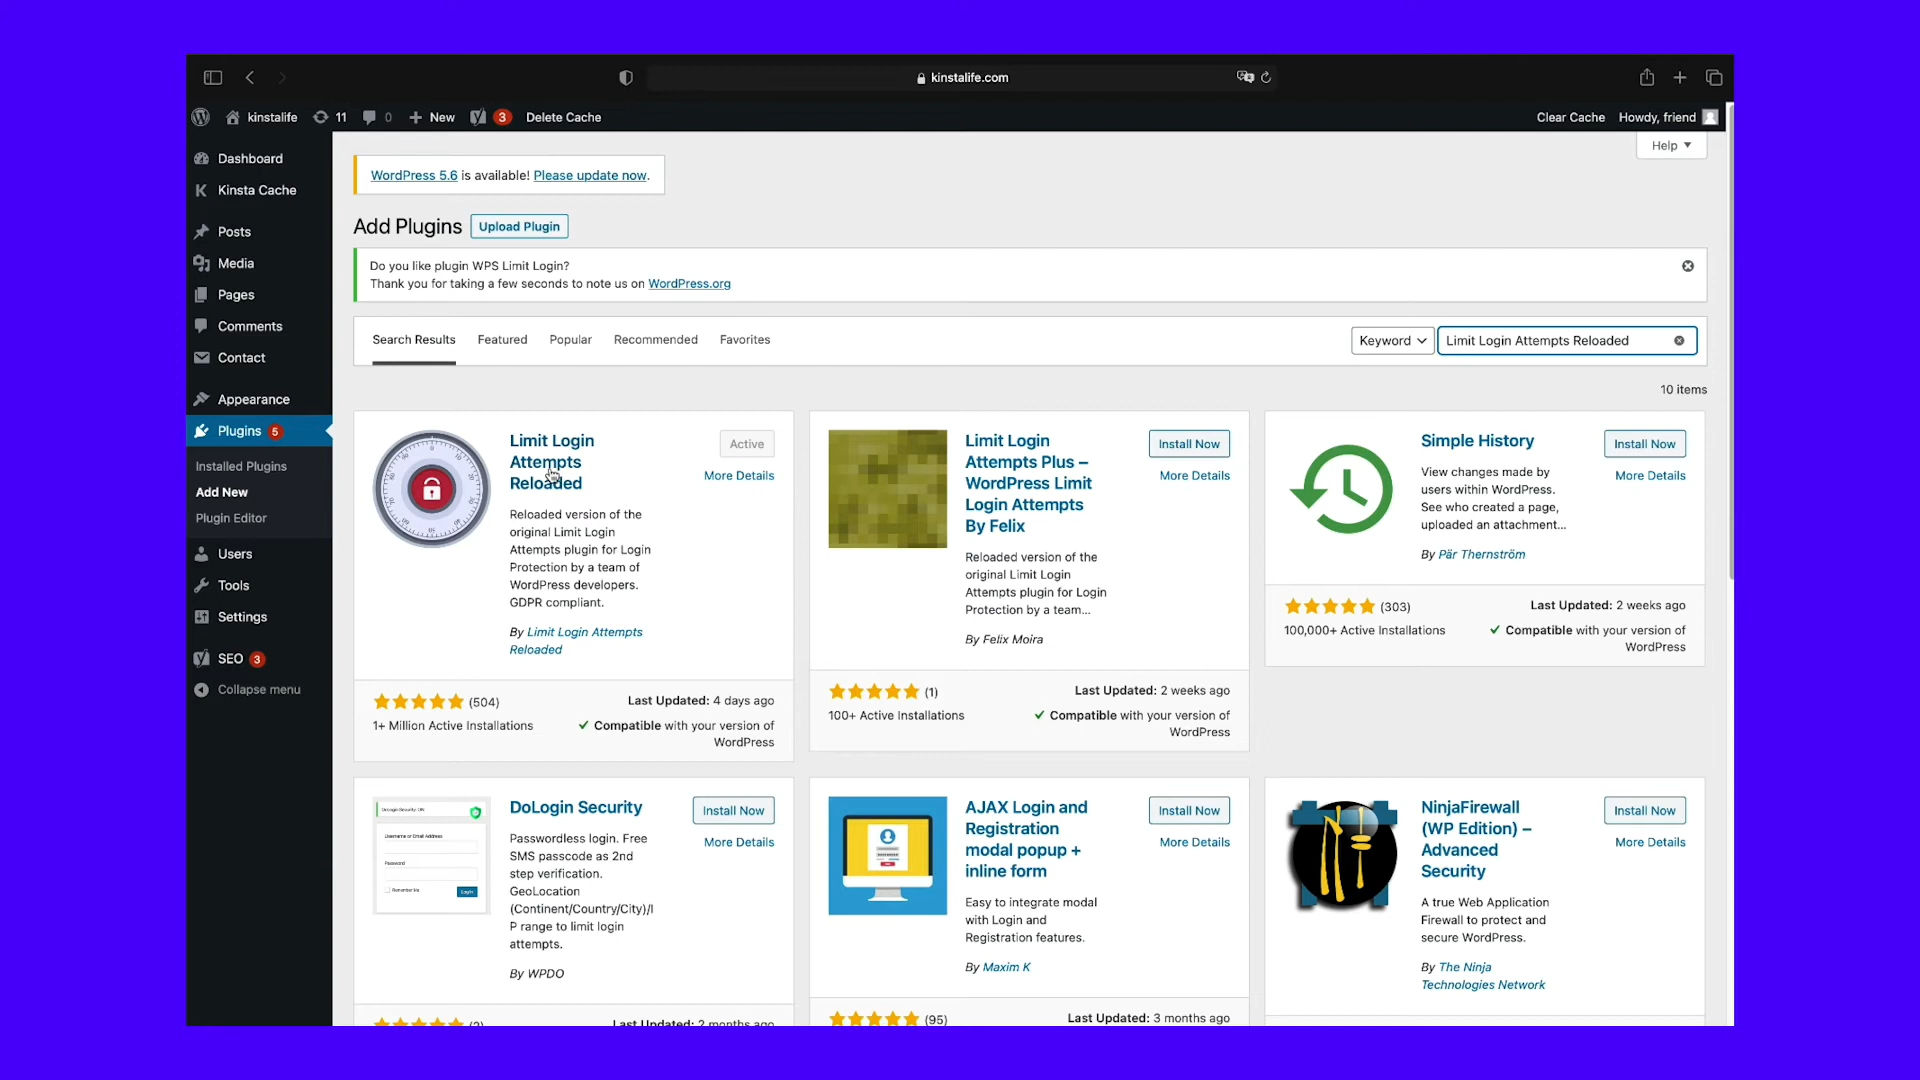 kinstalife.com
kinstalife 11 0 New 3 Delete Cache Clear Cache Howdy, friend
Help
Dashboard
Kinsta Cache
Posts
Media
Pages
Comments
Contact
Appearance
Plugins 5
Installed Plugins
Add New
Plugin Editor
Users
Tools
Settings
SEO 3
Collapse menu
WordPress 5.6 is available! Please update now.
Add Plugins Upload Plugin
Do you like plugin WPS Limit Login?
Thank you for taking a few seconds to note us on WordPress.org
Search Results Featured Popular Recommended Favorites Keyword Limit Login Attempts Reloaded
10 items
Limit Login
Attempts
Reloaded
Active
More Details
Reloaded version of the
original Limit Login
Attempts plugin for Login
Protection by a team of
WordPress developers.
GDPR compliant.
By Limit Login Attempts
Reloaded
(504)
1+ Million Active Installations
Last Updated: 4 days ago
Compatible with your version of
WordPress
Limit Login
Attempts Plus –
WordPress Limit
Login Attempts
By Felix
Install Now
More Details
Reloaded version of the
original Limit Login
Attempts plugin for Login
Protection by a team...
By Felix Moira
(1)
100+ Active Installations
Last Updated: 2 weeks ago
Compatible with your version of
WordPress
Simple History
Install Now
More Details
View changes made by
users within WordPress.
See who created a page,
uploaded an attachment...
By Pär Thernström
(303)
100,000+ Active Installations
Last Updated: 2 weeks ago
Compatible with your version of
WordPress
DoLogin Security
Install Now
More Details
Username or Email Address
Password
Remember Me
Login
Passwordless login. Free
SMS passcode as 2nd
step verification.
GeoLocation
(Continent/Country/City)/I
P range to limit login
attempts.
By WPDO
Last Updated: 2 months ago
AJAX Login and
Registration
modal popup +
inline form
Install Now
More Details
Easy to integrate modal
with Login and
Registration features.
By Maxim K
(95)
Last Updated: 3 months ago
NinjaFirewall
(WP Edition) –
Advanced
Security
Install Now
More Details
A true Web Application
Firewall to protect and
secure WordPress.
By The Ninja
Technologies Network